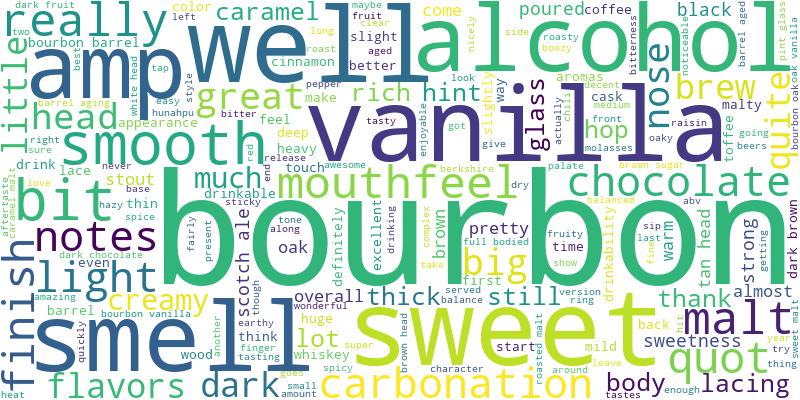 bourbon
vanilla
sweet
smell
alcohol
well
amp
smooth
mouthfeel
chocolate
carbonation
malt
bit
light
finish
notes
really
great
quite
nose
brew
head
dark
flavors
creamy
big
quot
much
rich
hint
caramel
little
thick
still
thank
body
lacing
lot
hop
glass
black
poured
come
color
slight
better
cinnamon
aged
left
dark fruit
bourbon barrel
white head
tap
style
best
barrel aging
easy
hunahpu
appearance
make
feel
bitter
deep
heavy
touch
release
awesome
end
red
pepper
tasty
long
roast
clear
fruit
maybe
coffee
side
roasty
boozy
nicely
look
bitterness
enjoyable
got
give
slightly
way
aromas
cask
medium
front
molasses
actually
chili
decent
noticeable
barrel aged
pint glass
bourbon oak
oak vanilla
malty
raisin
oaky
toffee
going
beers
palate
brown sugar
berkshire
dry
balanced
abv
right
sure
never
drink
lace
stout
base
hazy
thin
spice
love
aftertaste
caramel malt
drinkable
sticky
fairly
present
tone
along
oak
definitely
excellent
drinking
complex
take
brown
pretty
full bodied
first
time
sip
last
fruity
show
fine
drinkability
warm
tan head
getting
strong
dark brown
almost
dark chocolate
even
scotch ale
amazing
barrel
bourbon vanilla
quickly
wood
another
earthy
think
finger
tasting
though
overall
wonderful
huge
whiskey
spicy
super
goes
small
amount
served
balance
version
ring
brown head
character
start
roasted malt
mild
around
leave
back
hit
sweetness
enough
tastes
year
try
thing
sweet malt
heat